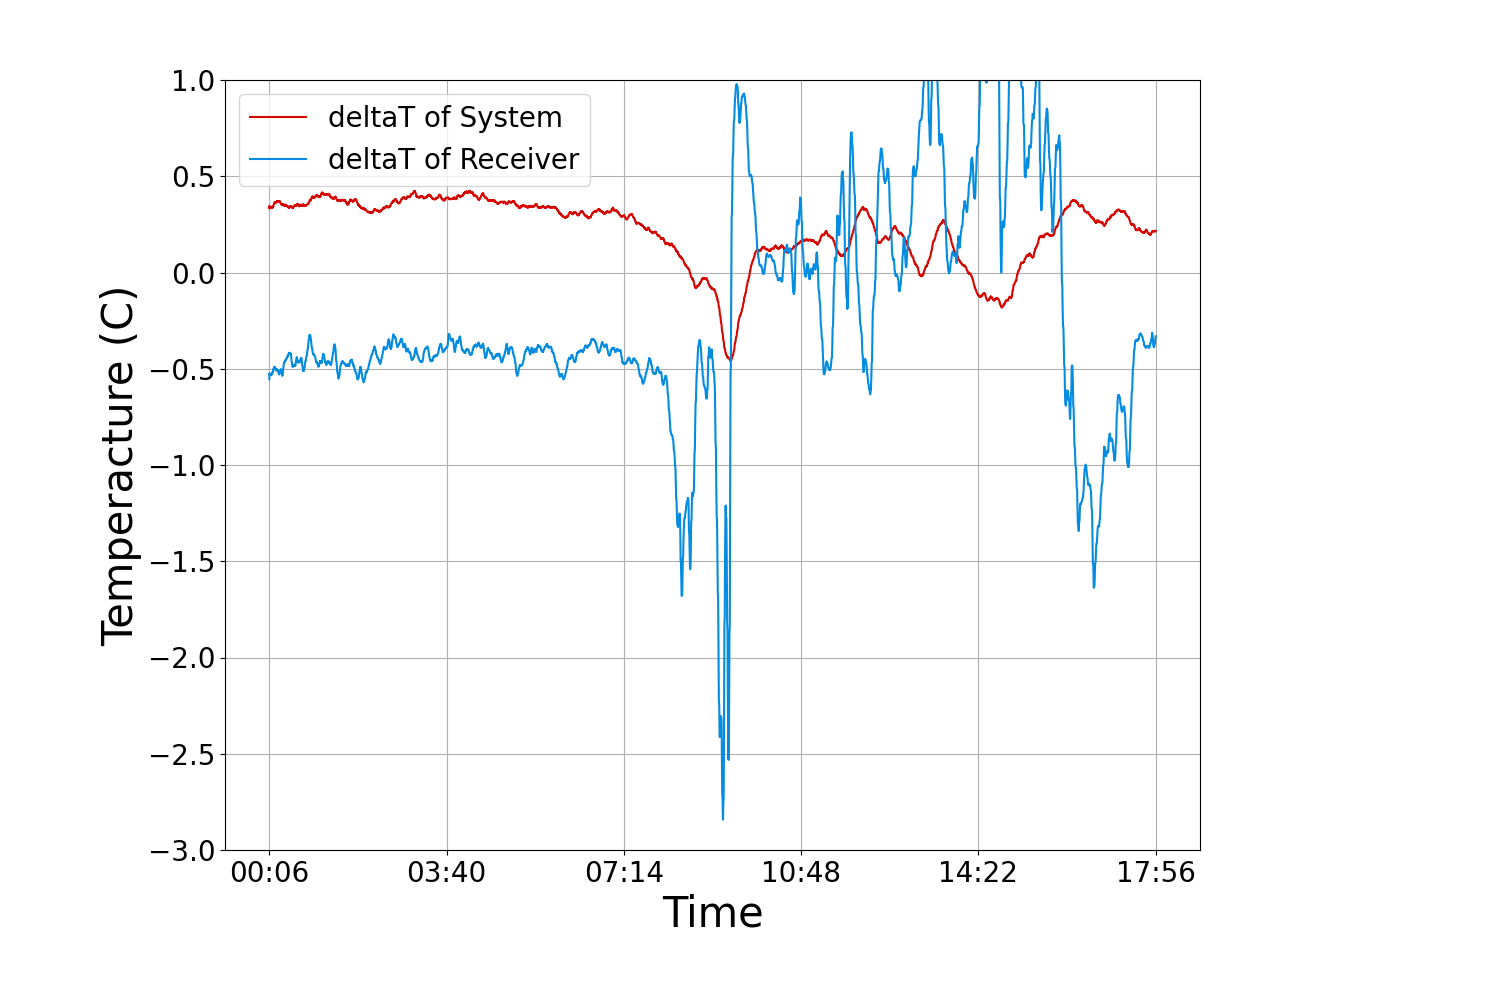 1.0
deltaT of System
deltaT of Receiver
0.5
0.0
−0.5
−1.0
−1.5
−2.0
−2.5
−3.0
Temperacture (C)
00:06 03:40 07:14 10:48 14:22 17:56
Time